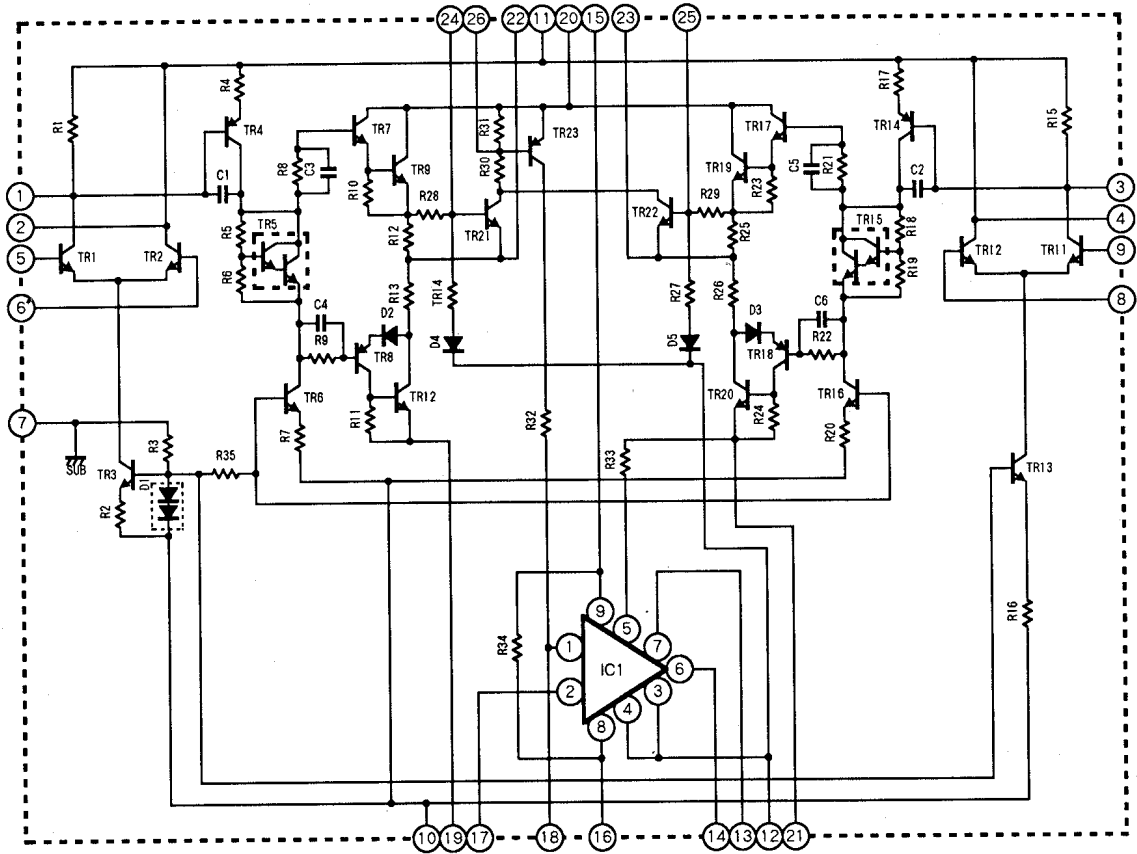 24 26 22 11 20 15 23 25
R1
R4
TR4
C1
TR7
R8
C3
R10
TR9
R28
R31
R30
TR23
TR21
TR22
R29
TR19
R23
TR17
C5
R21
R17
TR14
C2
R15
1
2
5
6
TR1
TR2
R5
R6
TR5
R12
R13
TR14
D4
R25
R26
R27
D5
TR15
R18
R19
TR12
TR11
3
4
9
8
C4
R9
D2
TR8
TR12
R11
TR6
R7
R32
R33
D3
TR18
C6
R22
TR20
R24
TR16
R20
7
SUB
R3
TR3
R2
D1
R35
TR13
R16
R34
IC1
9
5
7
1
6
2
3
4
8
10 19 17 18 16 14 13 12 21